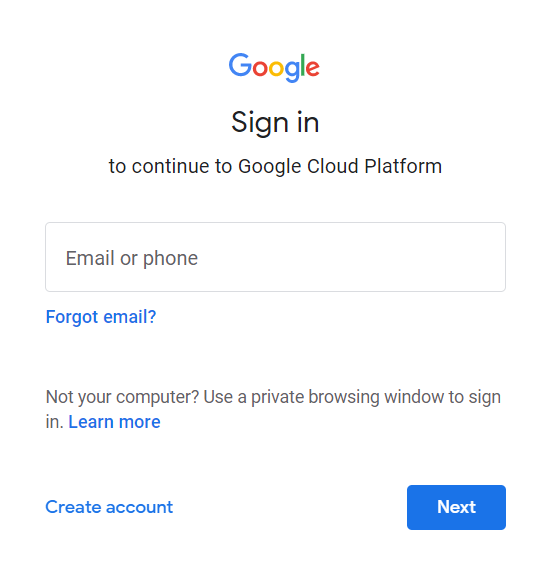 Google
Sign in
to continue to Google Cloud Platform
Email or phone
Forgot email?
Not your computer? Use a private browsing window to sign
in. Learn more
Create account
Next